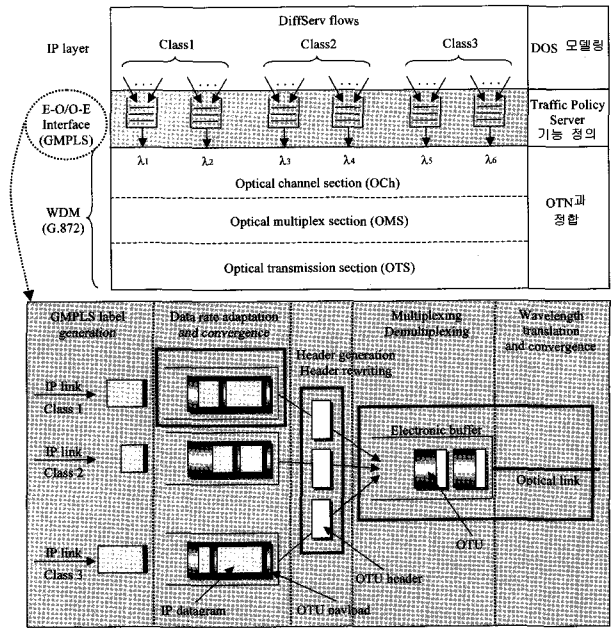 DiffServ flows
IP layer
Class1
Class2
Class3
DOS 모델링
E-O/O-E
Interface
(GMPLS)
Traffic Policy
Server
기능 정의
λ1
λ2
λ3
λ4
λ5
λ6
WDM
(G.872)
Optical channel section (OCh)
Optical multiplex section (OMS)
Optical transmission section (OTS)
OTN과
정합
GMPLS label
generation
Data rate adaptation
and convergence
Header generation
Header rewriting
Multiplexing
Demultiplexing
Wavelength
translation
and convergence
IP link
Class 1
IP link
Class 2
IP link
Class 3
Electronic buffer
Optical link
OTU
OTU header
IP datagram
OTU payload